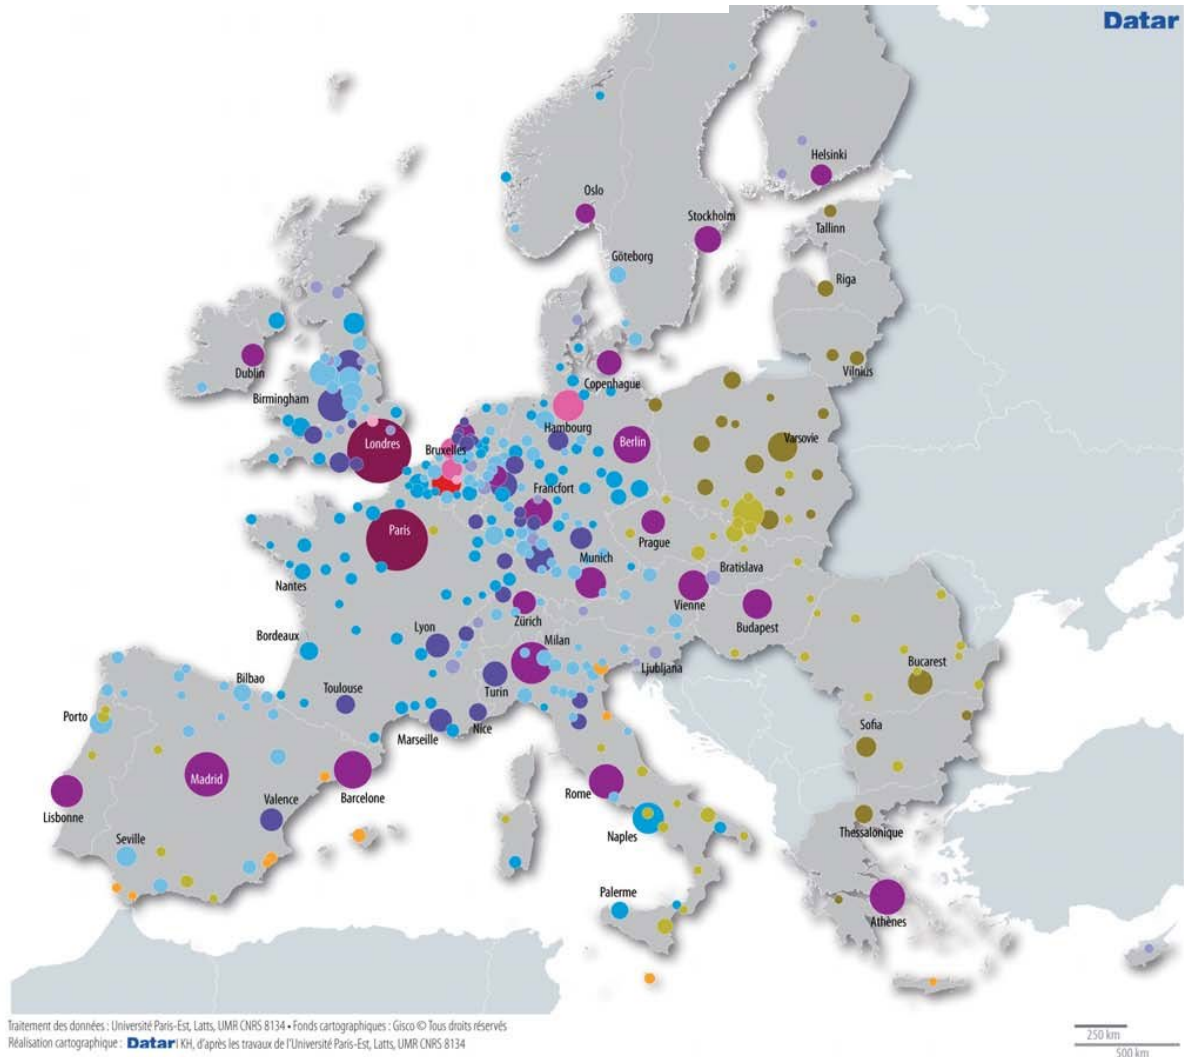 Datar
Helsinki
Oslo
Stockholm
Tallinn
Göteborg
Riga
Dublin
Vilnius
Copenhague
Birmingham
Hambourg
Londres
Bruxelles
Berlin
Varsovie
Francfort
Paris
Prague
Munich
Bratislava
Nantes
Vienne
Zürich
Budapest
Lyon
Milan
Bordeaux
Ljubljana
Bucarest
Bilbao
Toulouse
Turin
Porto
Sofia
Nice
Marseille
Madrid
Rome
Barcelone
Valence
Lisbonne
Naples
Thessalonique
Seville
Palerme
Athènes
Traitement des données : Université Paris-Est, Latts, UMR CNRS 8134 • Fonds cartographiques : Gisco © Tous droits réservés
Réalisation cartographique : Datar | KH, d'après les travaux de l'Université Paris-Est, Latts, UMR CNRS 8134
250 km
500 km